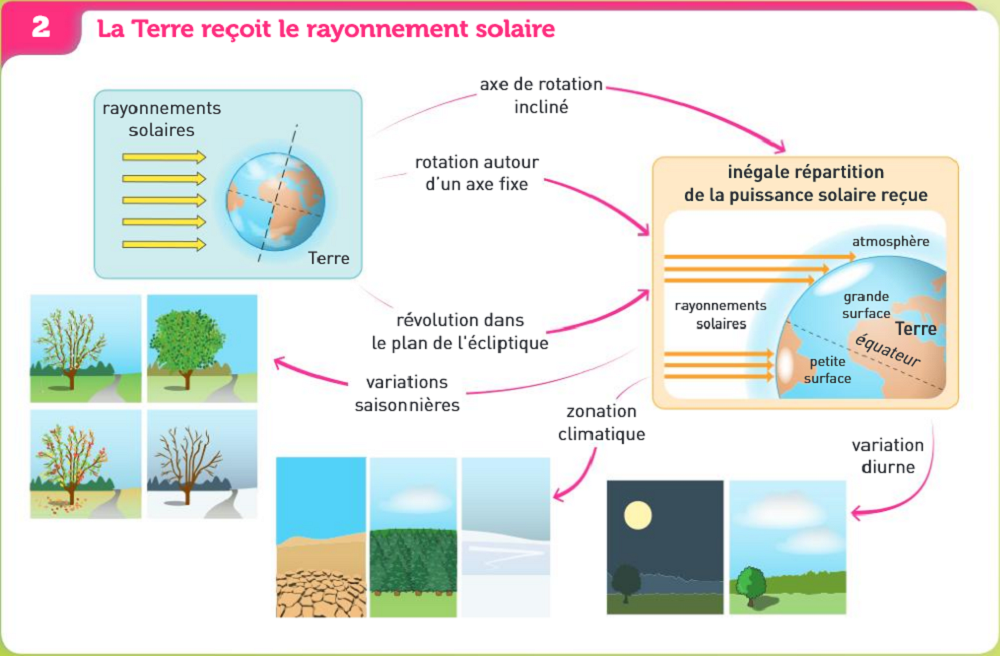 2
La Terre reçoit le rayonnement solaire
rayonnements
solaires
Terre
axe de rotation
incliné
rotation autour
d'un axe fixe
révolution dans
le plan de l'écliptique
inégale répartition
de la puissance solaire reçue
atmosphère
rayonnements
solaires
grande
surface
Terre
équateur
petite
surface
variations
saisonnières
zonation
climatique
variation
diurne